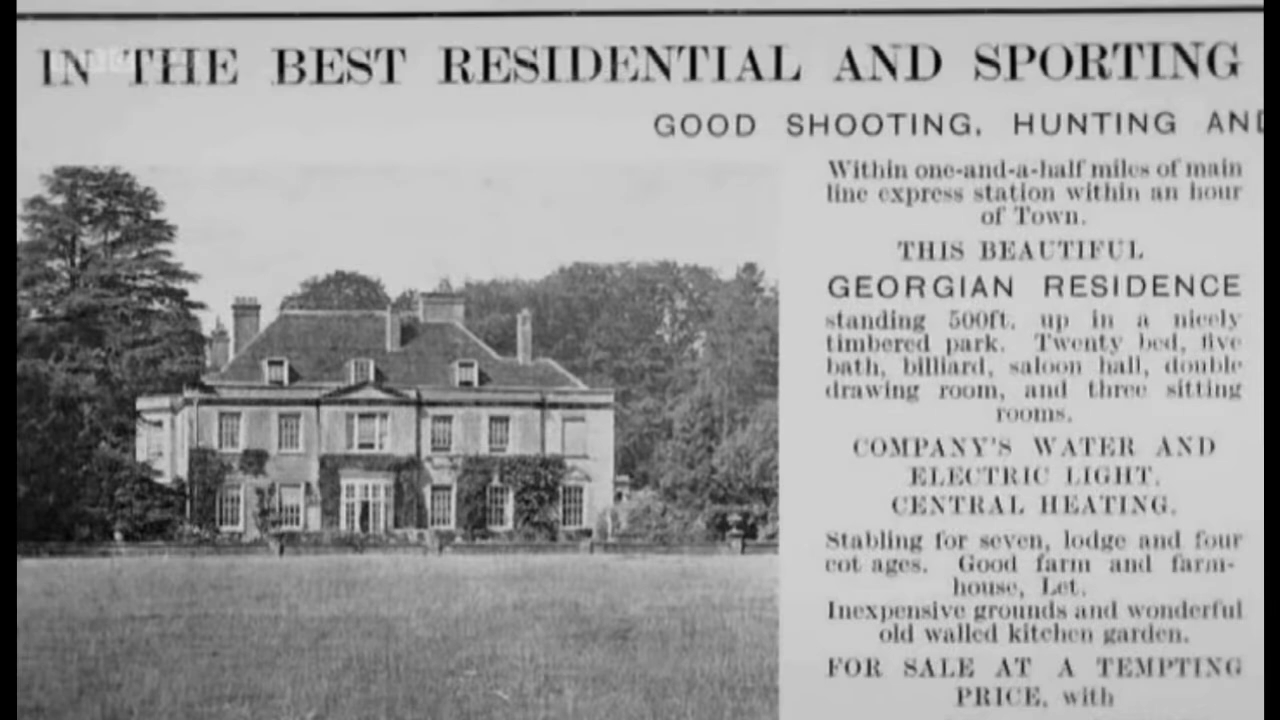 IN THE BEST RESIDENTIAL AND SPORTING
GOOD SHOOTING, HUNTING AND
Within one-and-a-half miles of main
line express station within an hour
of Town.
THIS BEAUTIFUL
GEORGIAN RESIDENCE
standing 500ft. up in a nicely
timbered park. Twenty bed, five
bath, billiard, saloon hall, double
drawing room, and three sitting
rooms.
COMPANY'S WATER AND
ELECTRIC LIGHT.
CENTRAL HEATING.
Stabling for seven, lodge and four
cot ages. Good farm and farm-
house, Let.
Inexpensive grounds and wonderful
old walled kitchen garden.
FOR SALE AT A TEMPTING
PRICE, with